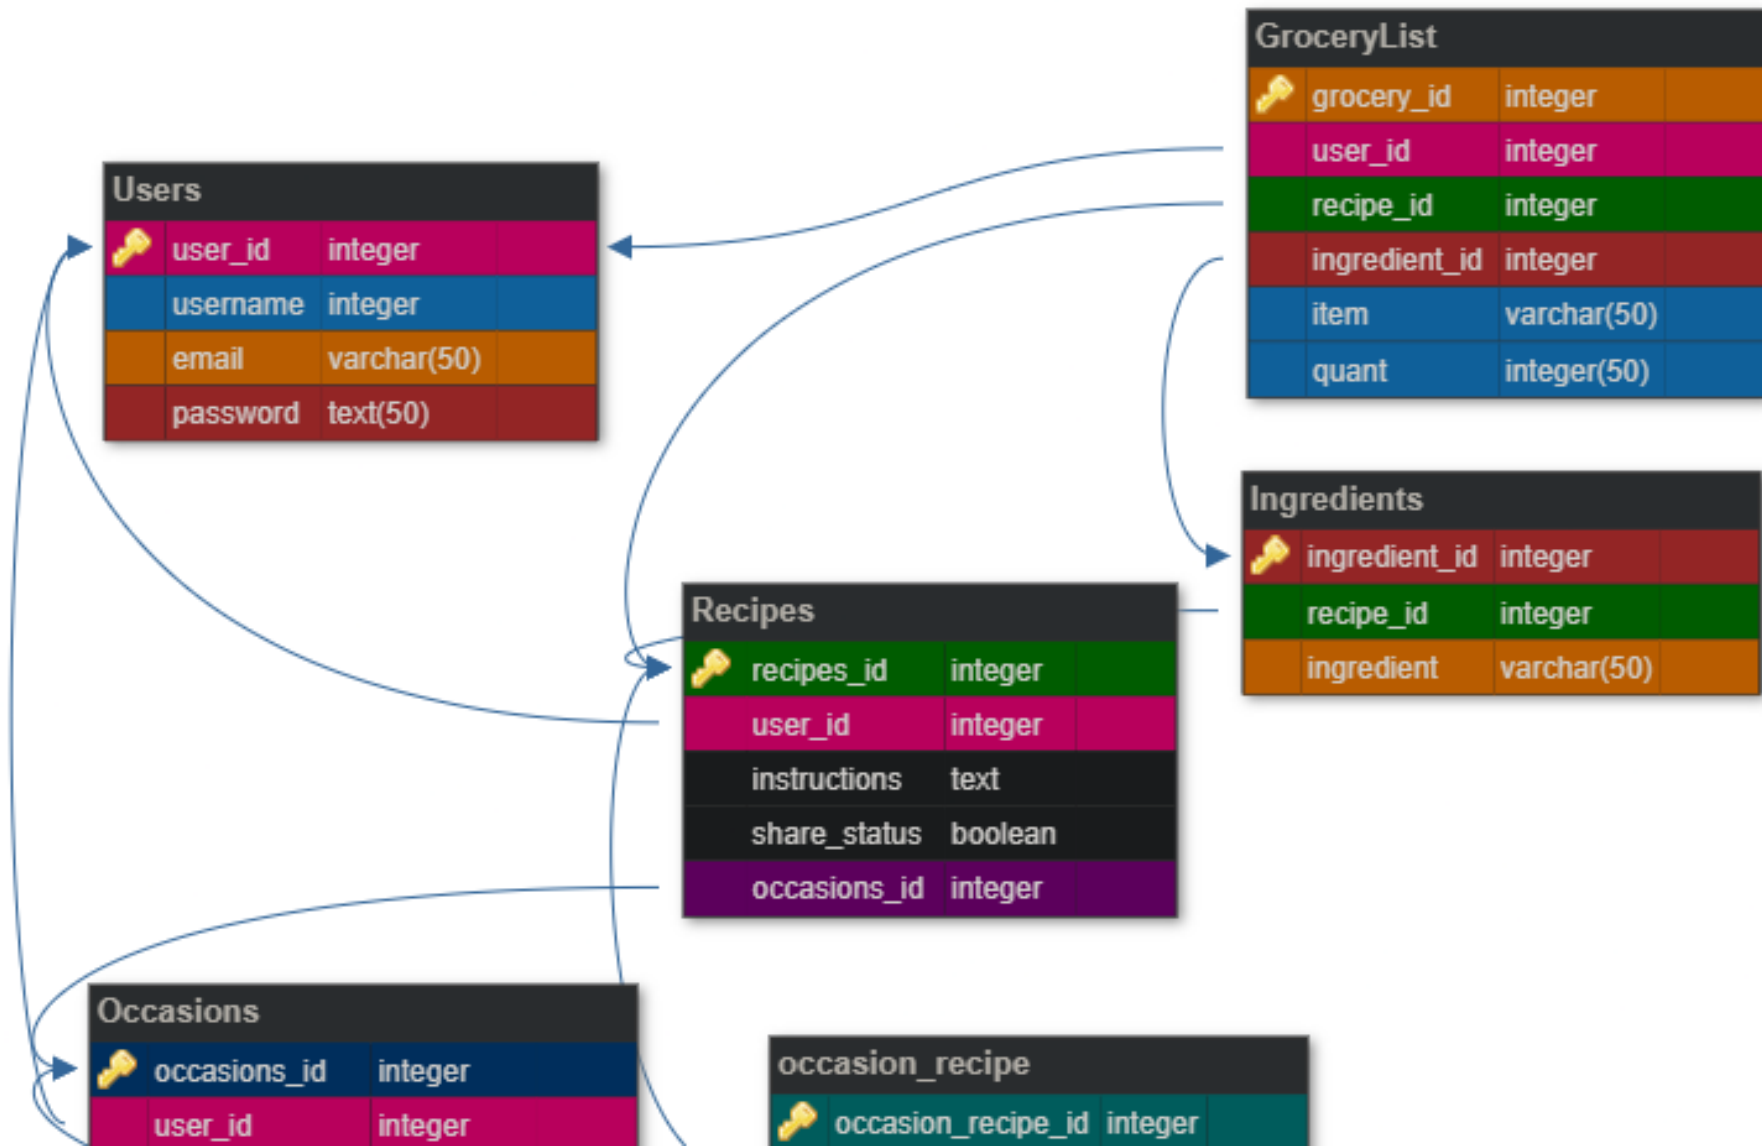 GroceryList
grocery_id integer
user_id integer
recipe_id integer
ingredient_id integer
item varchar(50)
quant integer(50)
Users
user_id integer
username integer
email varchar(50)
password text(50)
Ingredients
ingredient_id integer
recipe_id integer
ingredient varchar(50)
Recipes
recipes_id integer
user_id integer
instructions text
share_status boolean
occasions_id integer
Occasions
occasions_id integer
user_id integer
occasion_recipe
occasion_recipe_id integer